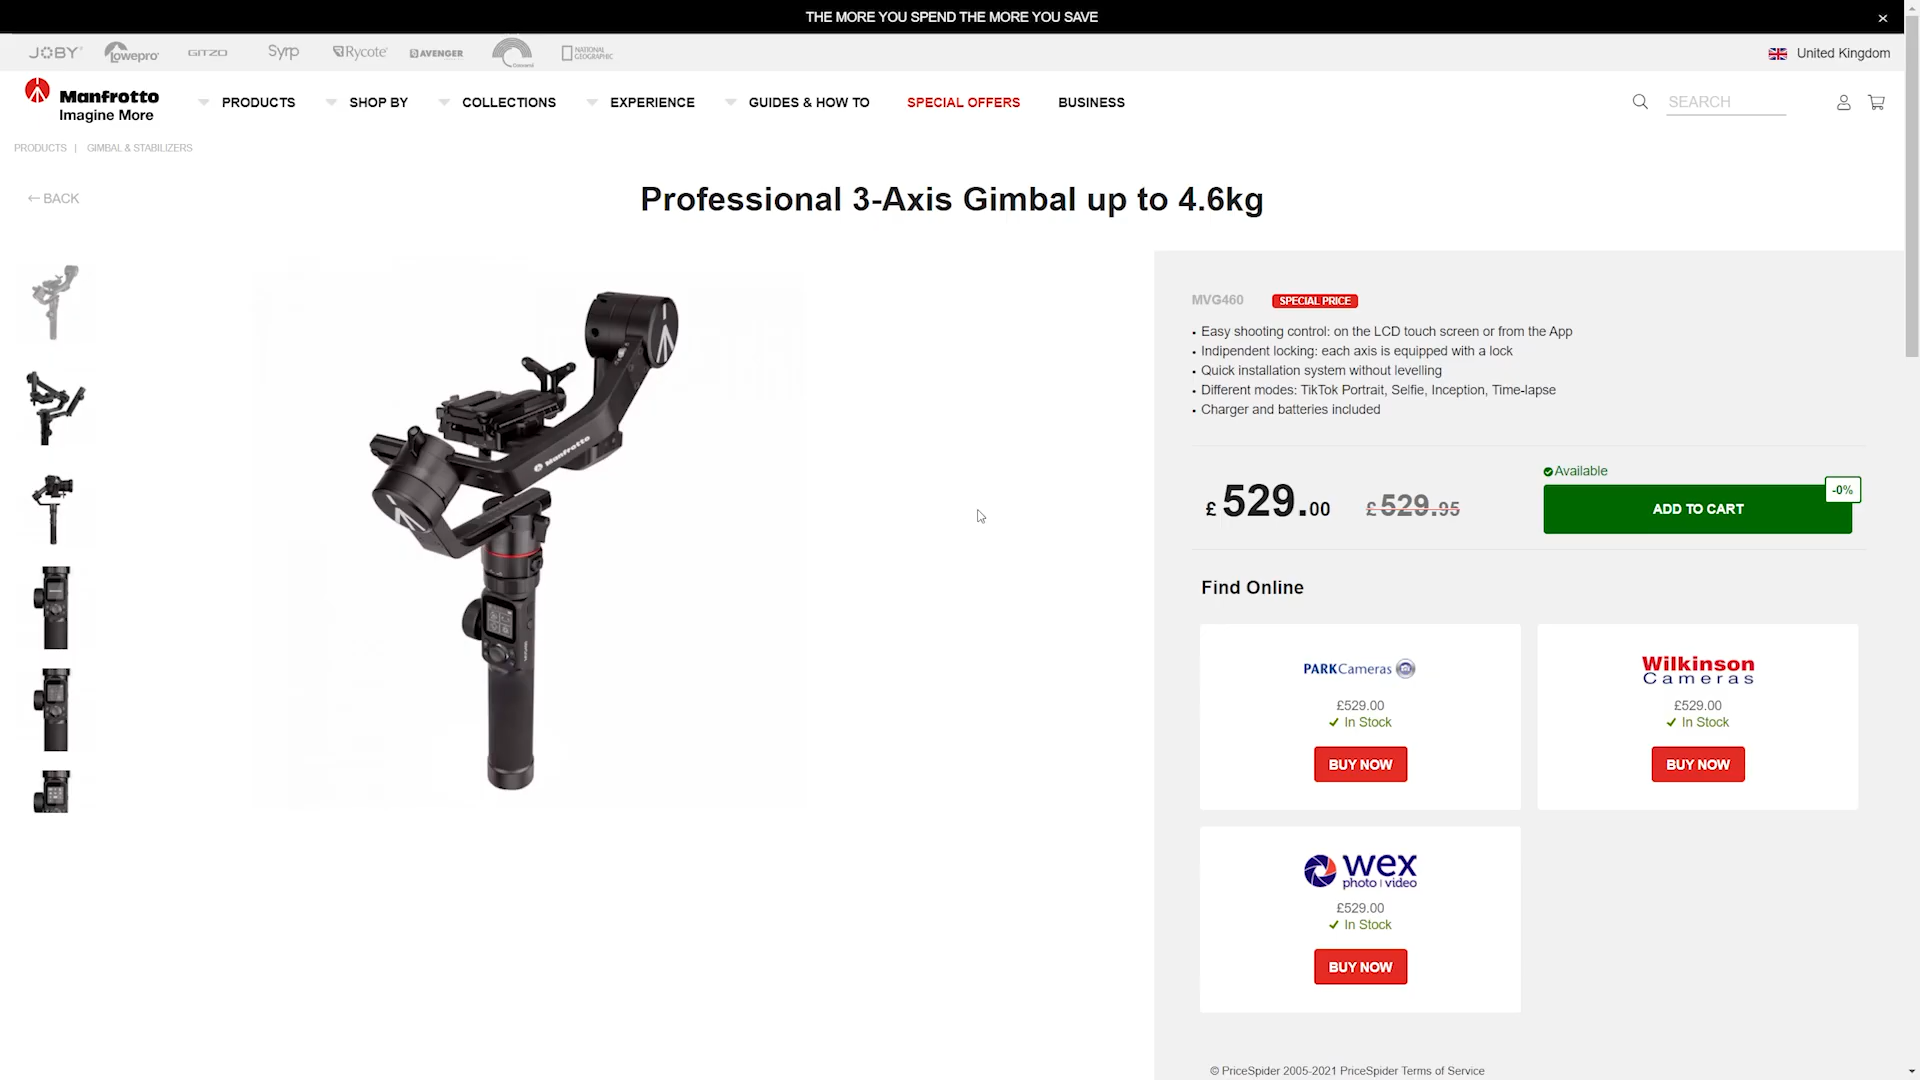 THE MORE YOU SPEND THE MORE YOU SAVE
JOBY Lowepro GITZO Syrp Rycote AVENGER NATIONAL GEOGRAPHIC
United Kingdom
Manfrotto
Imagine More
PRODUCTS SHOP BY COLLECTIONS EXPERIENCE GUIDES & HOW TO SPECIAL OFFERS BUSINESS
SEARCH
PRODUCTS | GIMBAL & STABILIZERS
← BACK
Professional 3-Axis Gimbal up to 4.6kg
Manfrotto
MVG460 SPECIAL PRICE
• Easy shooting control: on the LCD touch screen or from the App
• Indipendent locking: each axis is equipped with a lock
• Quick installation system without levelling
• Different modes: TikTok Portrait, Selfie, Inception, Time-lapse
• Charger and batteries included
£ 529.00 £ 529.95
Available
-0%
ADD TO CART
Find Online
PARKCameras
£529.00
✓ In Stock
BUY NOW
Wilkinson
Cameras
£529.00
✓ In Stock
BUY NOW
wex
photo | video
£529.00
✓ In Stock
BUY NOW
© PriceSpider 2005-2021 PriceSpider Terms of Service